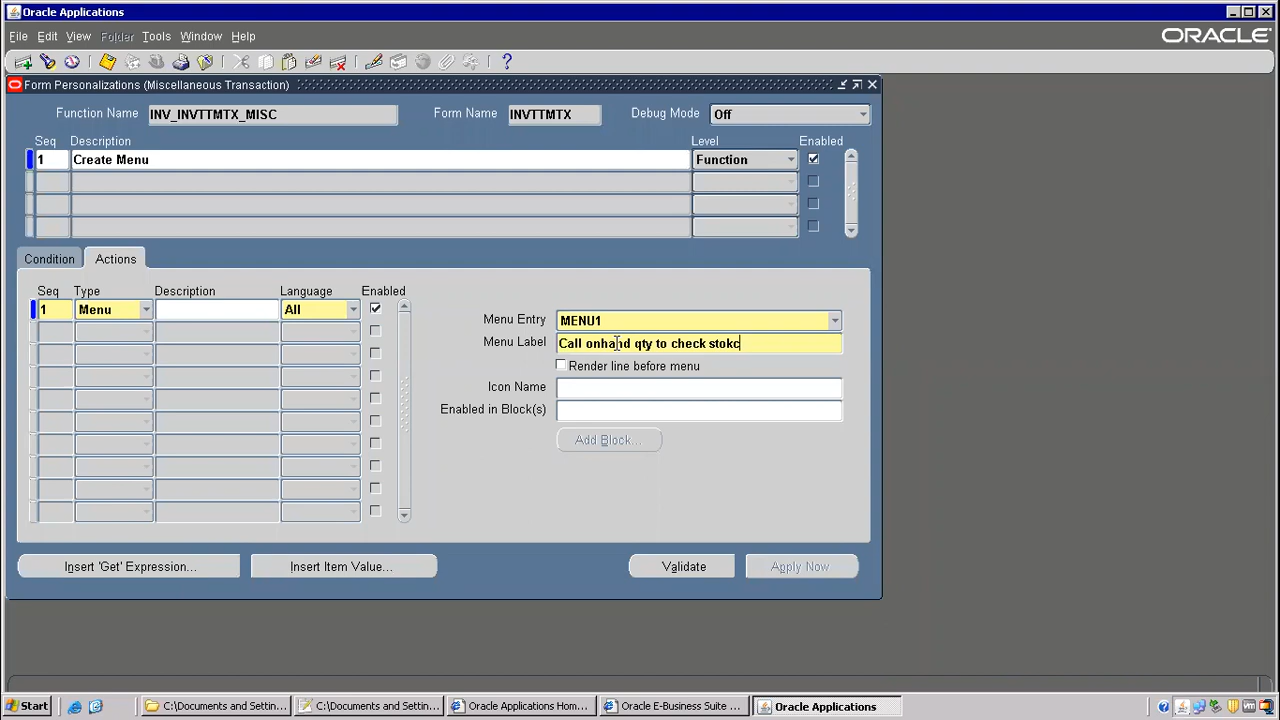 Oracle Applications
File Edit View Folder Tools Window Help ORACLE
Form Personalizations (Miscellaneous Transaction)
Function Name INV_INVTTMTX_MISC Form Name INVTTMTX Debug Mode Off
Seq Description Level Enabled
1 Create Menu Function
Condition Actions
Seq Type Description Language Enabled
1 Menu All
Menu Entry MENU1
Menu Label Call onhand qty to check stokc
Render line before menu
Icon Name
Enabled in Block(s)
Add Block...
Insert 'Get' Expression... Insert Item Value... Validate Apply Now
Start C:\Documents and Settin... C:\Documents and Settin... Oracle Application... Oracle E-Business Suite ... Oracle Applications